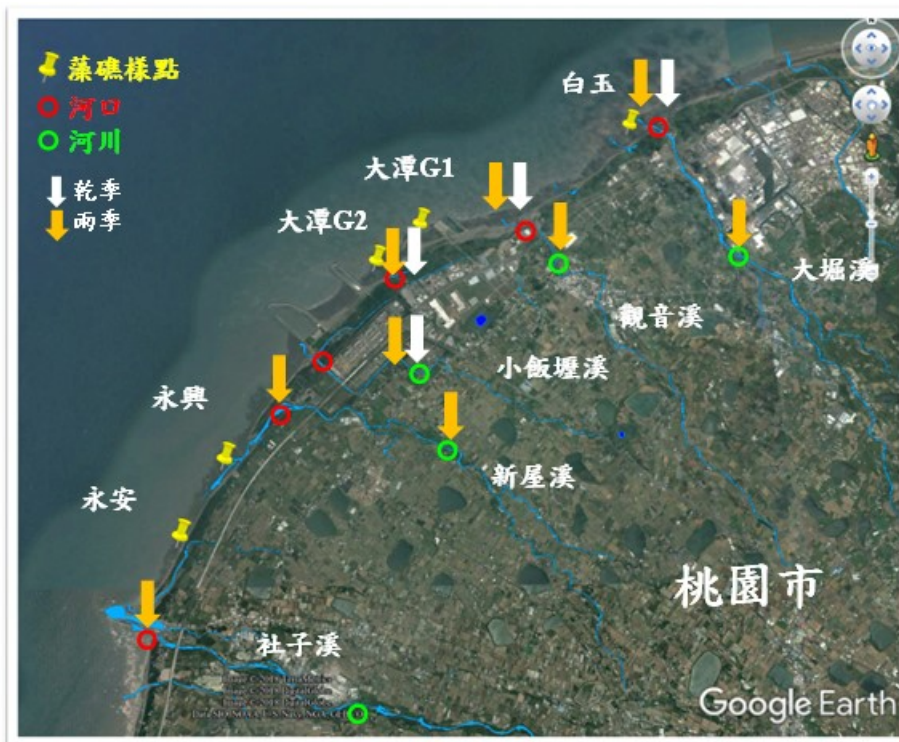 藻礁樣點
河口
河川
乾季
雨季
白玉
大潭G1
大潭G2
大堀溪
觀音溪
小飯壢溪
永興
新屋溪
永安
桃園市
社子溪
Google Earth